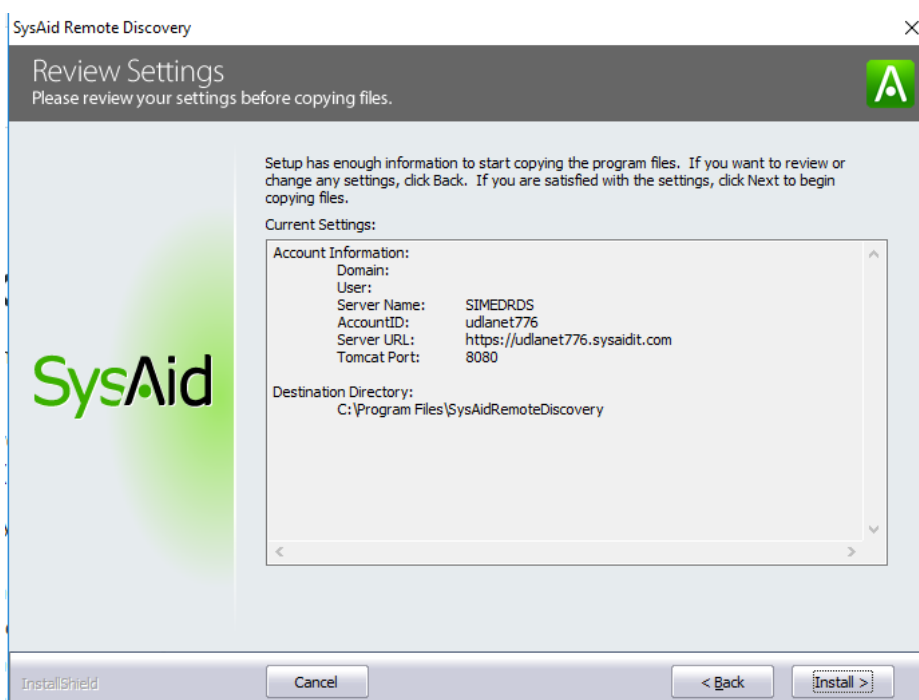 SysAid Remote Discovery
Review Settings
Please review your settings before copying files.
Setup has enough information to start copying the program files. If you want to review or
change any settings, click Back. If you are satisfied with the settings, click Next to begin
copying files.
Current Settings:
Account Information:
Domain:
User:
Server Name: SIMEDRDS
AccountID: udlanet776
Server URL: https://udlanet776.sysaidit.com
Tomcat Port: 8080
Destination Directory:
C:\Program Files\SysAidRemoteDiscovery
SysAid
InstallShield
Cancel
< Back
Install >